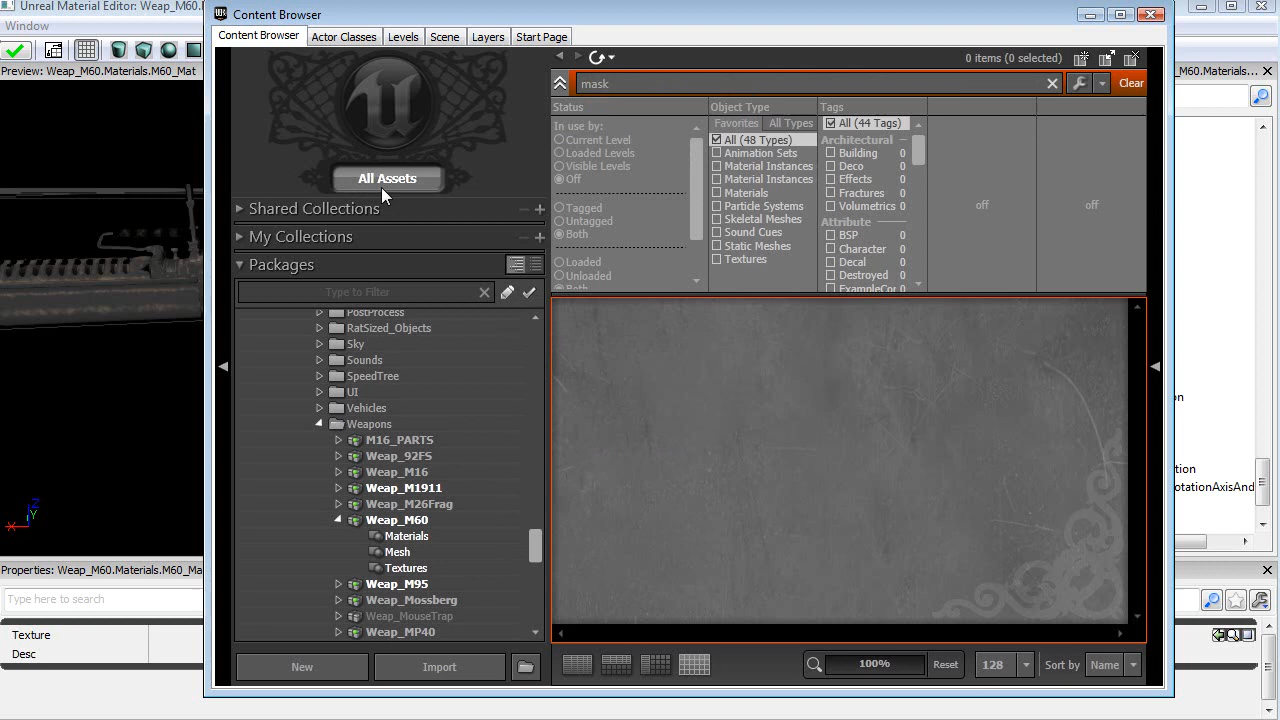 Unreal Material Editor: Weap_M60.
Content Browser
Window
Content Browser
Actor Classes
Levels
Scene
Layers
Start Page
Preview: Weap_M60.Materials.M60_Mat
_M60.Materials...
0 items (0 selected)
mask
Clear
Status
Object Type
Tags
In use by:
Current Level
Loaded Levels
Visible Levels
Off
Tagged
Untagged
Both
Loaded
Unloaded
Both
Favorites
All Types
All (48 Types)
Animation Sets
Material Instances
Material Instances
Materials
Particle Systems
Skeletal Meshes
Sound Cues
Static Meshes
Textures
All (44 Tags)
Architectural
Building 0
Deco 0
Effects 0
Fractures 0
Volumetrics 0
Attribute
BSP 0
Character 0
Decal 0
Destroyed 0
ExampleCor 0
off
off
All Assets
Shared Collections
My Collections
Packages
Type to Filter
PostProcess
RatSized_Objects
Sky
Sounds
SpeedTree
UI
Vehicles
Weapons
M16_PARTS
Weap_92FS
Weap_M16
Weap_M1911
Weap_M26Frag
Weap_M60
Materials
Mesh
Textures
Weap_M95
Weap_Mossberg
Weap_MouseTrap
Weap_MP40
New
Import
100%
Reset
128
Sort by
Name
on
tion
otationAxisAnd
Z
Y
X
Properties: Weap_M60.Materials.M60_Ma
Type here to search
Texture
Desc